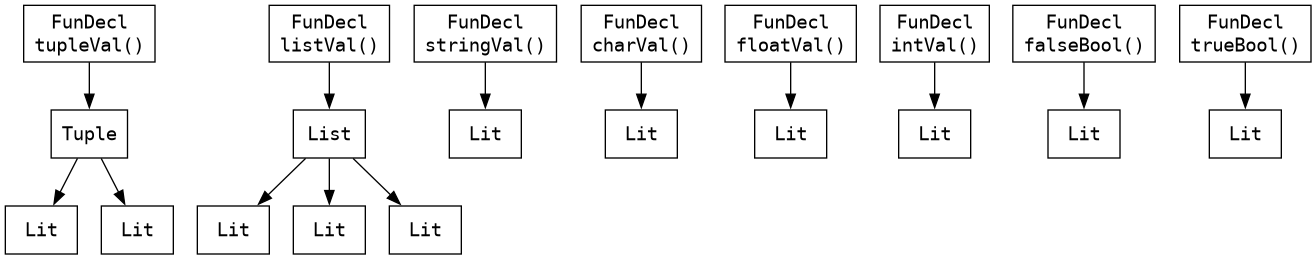 FunDecl
tupleVal()
FunDecl
listVal()
FunDecl
stringVal()
FunDecl
charVal()
FunDecl
floatVal()
FunDecl
intVal()
FunDecl
falseBool()
FunDecl
trueBool()
Tuple
List
Lit
Lit
Lit
Lit
Lit
Lit
Lit
Lit
Lit
Lit
Lit